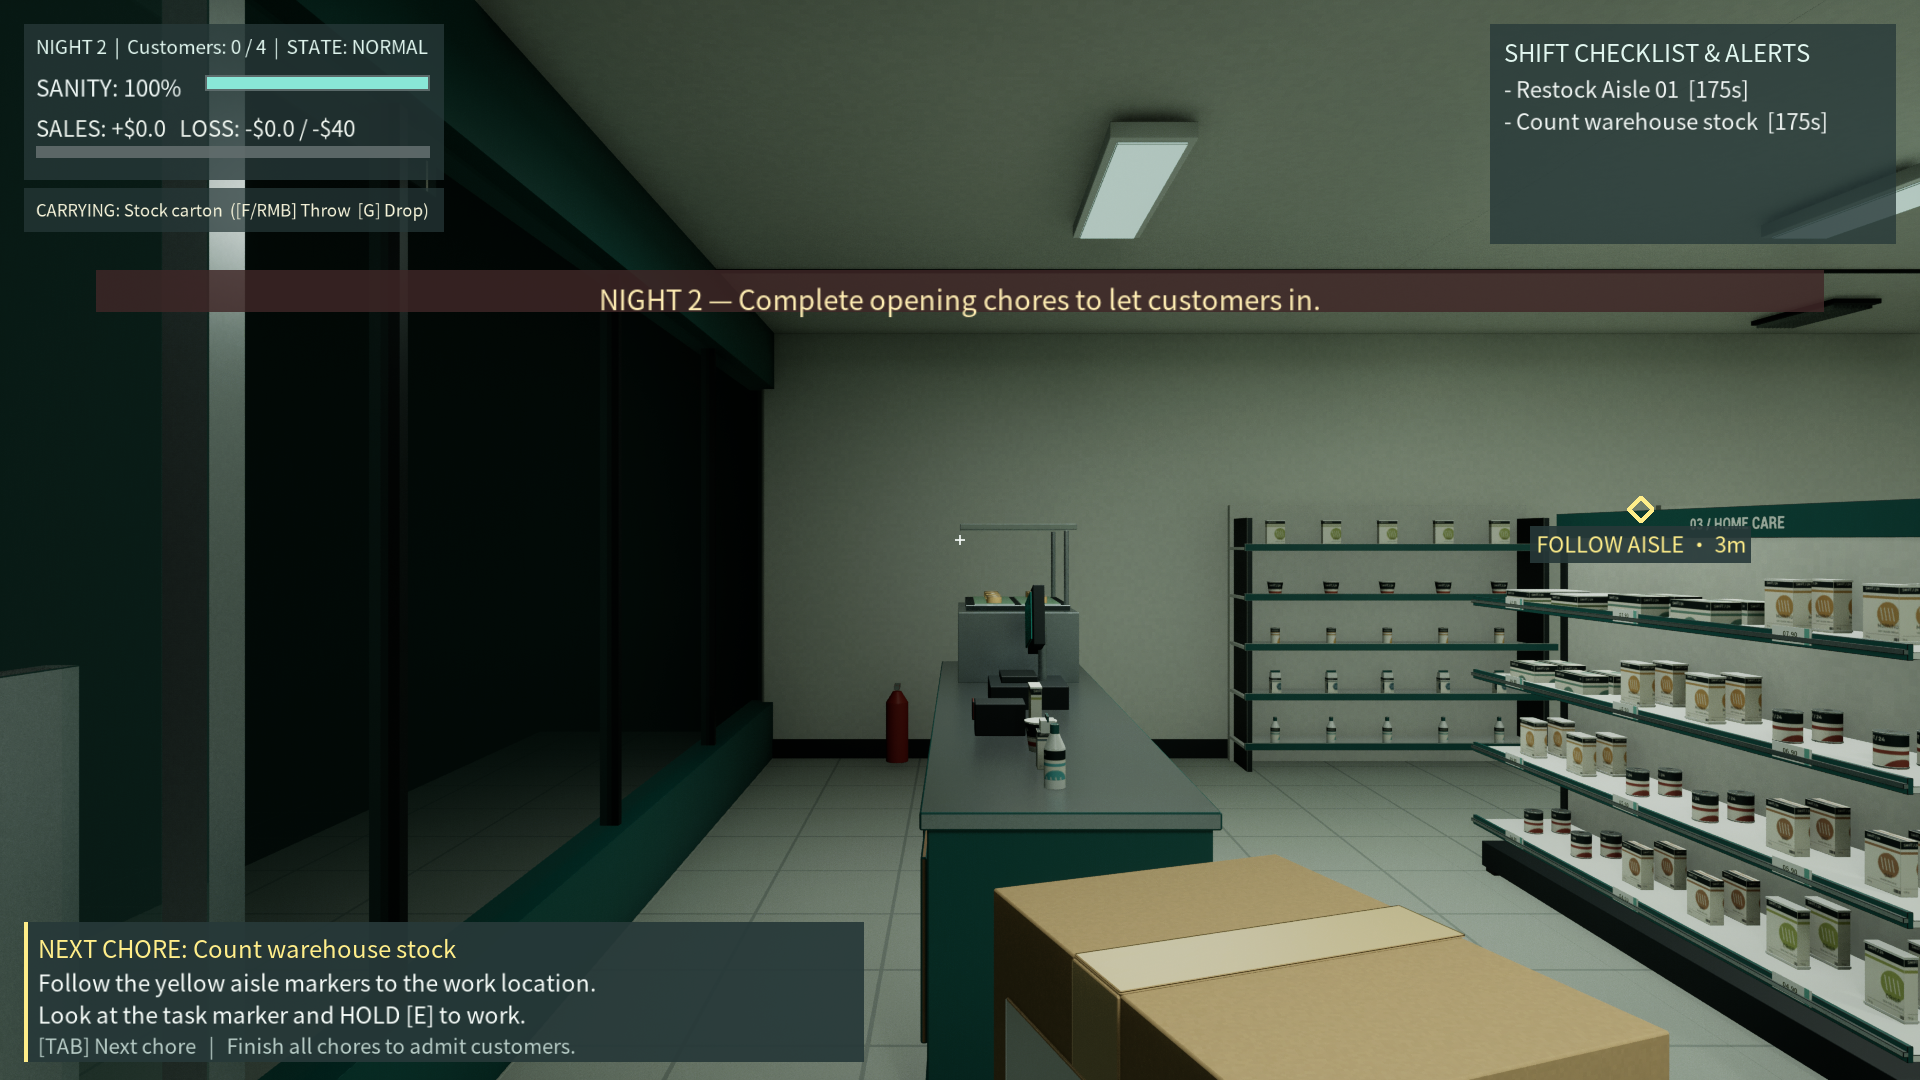 NIGHT 2 | Customers: 0 / 4 | STATE: NORMAL
SANITY: 100%
SALES: +$0.0 LOSS: -$0.0 / -$40
CARRYING: Stock carton ([F/RMB] Throw [G] Drop)
SHIFT CHECKLIST & ALERTS
- Restock Aisle 01 [175s]
- Count warehouse stock [175s]
NIGHT 2 — Complete opening chores to let customers in.
03 / HOME CARE
FOLLOW AISLE • 3m
NEXT CHORE: Count warehouse stock
Follow the yellow aisle markers to the work location.
Look at the task marker and HOLD [E] to work.
[TAB] Next chore | Finish all chores to admit customers.